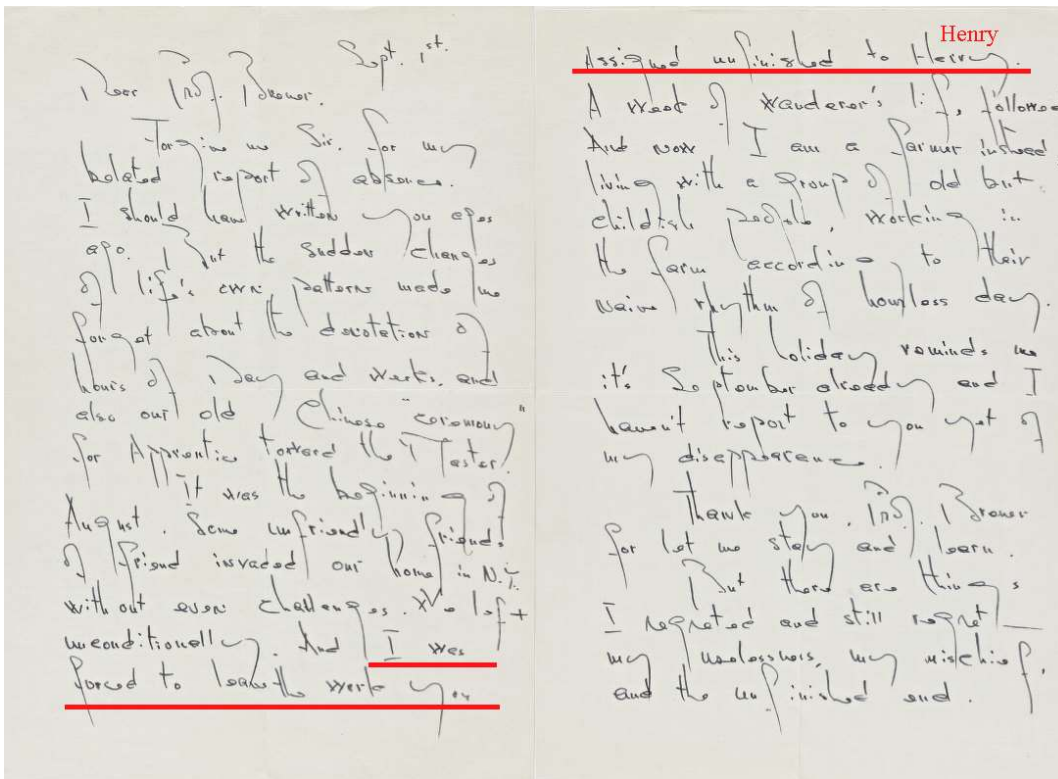 Sept. 1st.
Dear Prof. Breuer.
Forgive me Sir. for my
belated report of absence.
I should have written you ages
ago. But the sudden changes
of life's own pattern made me
forget about the denotation of
hours of Day and weeks. and
also our old Chinese "ceremony"
for Apprentice toward the Master.
It was the beginning of
August. Some unfriendly friends
of friend invaded our home in N.Y.
without even challenges. We left
unconditionally. And I was
forced to leave the work you
Henry
Assigned unfinished to Henry.
A week of wanderer's life followed
And now I am a farmer instead
living with a group of old but
childish people, working in
the farm according to their
naive rhythm of hourless day.
This holiday reminds me
it's September already and I
haven't report to you yet of
my disappearance.
Thank you. Prof. Breuer
for let me stay and learn.
But there are things
I regreted and still regret —
my uselessness, my mischief,
and the unfinished end.